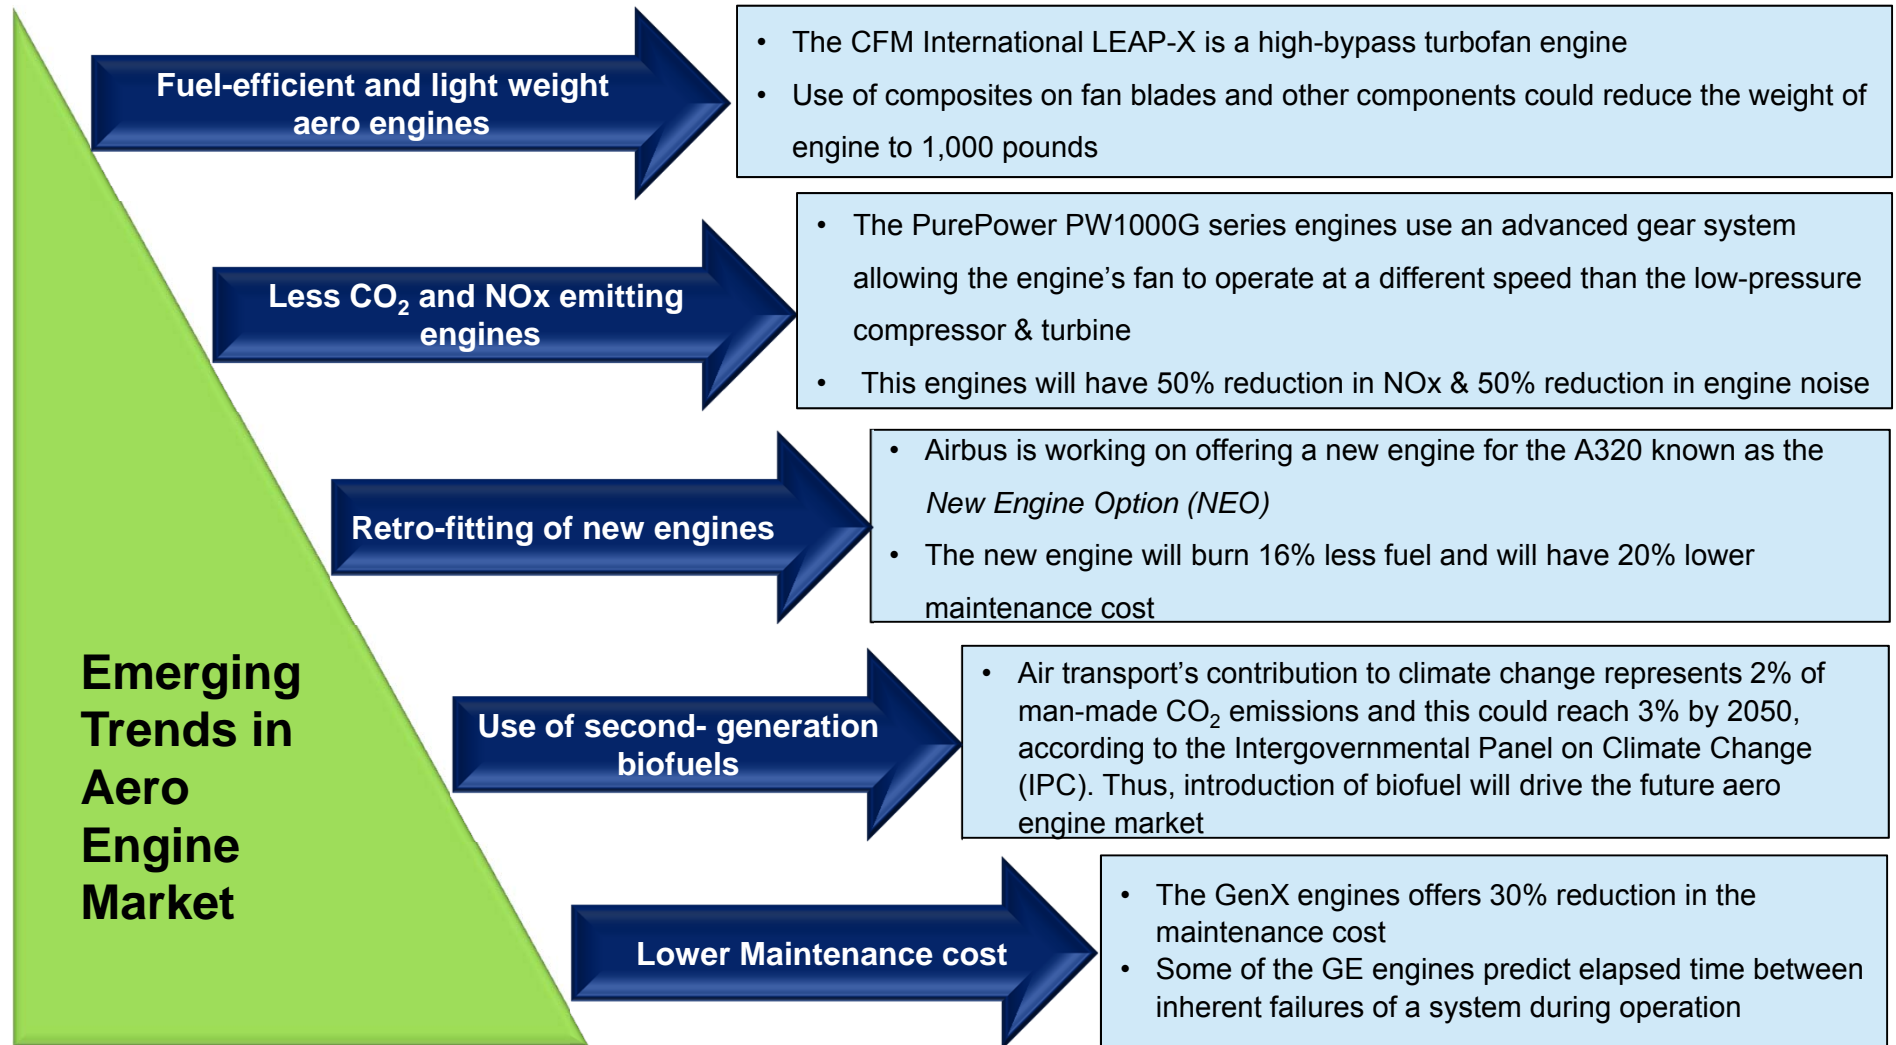 Fuel-efficient and light weight
aero engines
• The CFM International LEAP-X is a high-bypass turbofan engine
• Use of composites on fan blades and other components could reduce the weight of
engine to 1,000 pounds
Less CO₂ and NOx emitting
engines
• The PurePower PW1000G series engines use an advanced gear system
allowing the engine’s fan to operate at a different speed than the low-pressure
compressor & turbine
• This engines will have 50% reduction in NOx & 50% reduction in engine noise
Retro-fitting of new engines
• Airbus is working on offering a new engine for the A320 known as the
New Engine Option (NEO)
• The new engine will burn 16% less fuel and will have 20% lower
maintenance cost
Use of second- generation
biofuels
• Air transport’s contribution to climate change represents 2% of
man-made CO₂ emissions and this could reach 3% by 2050,
according to the Intergovernmental Panel on Climate Change
(IPC). Thus, introduction of biofuel will drive the future aero
engine market
Lower Maintenance cost
• The GenX engines offers 30% reduction in the
maintenance cost
• Some of the GE engines predict elapsed time between
inherent failures of a system during operation
Emerging
Trends in
Aero
Engine
Market